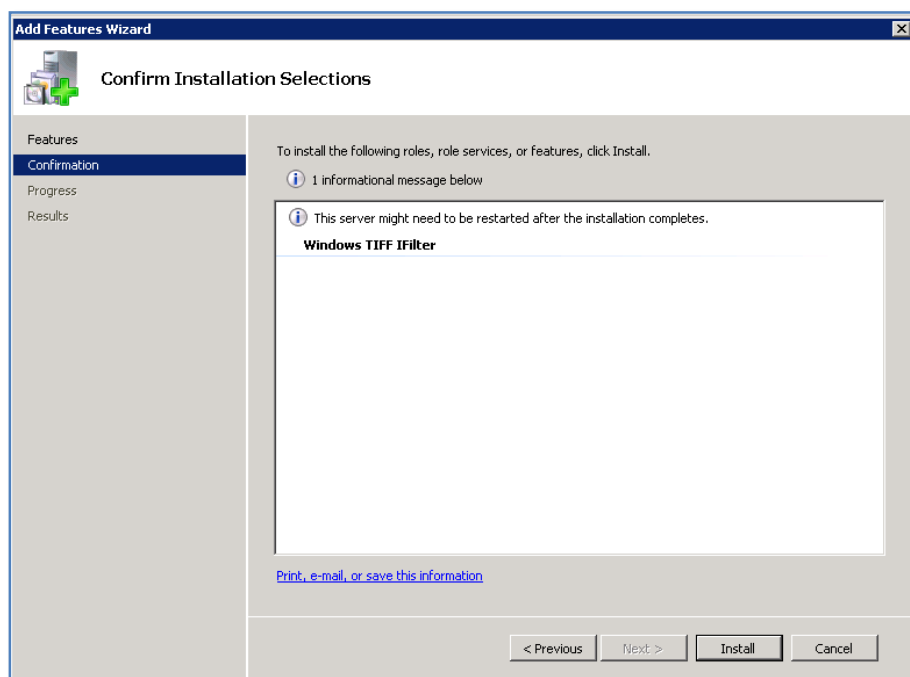 Add Features Wizard
Confirm Installation Selections
Features
Confirmation
Progress
Results
To install the following roles, role services, or features, click Install.
1 informational message below
This server might need to be restarted after the installation completes.
Windows TIFF IFilter
Print, e-mail, or save this information
< Previous
Next >
Install
Cancel